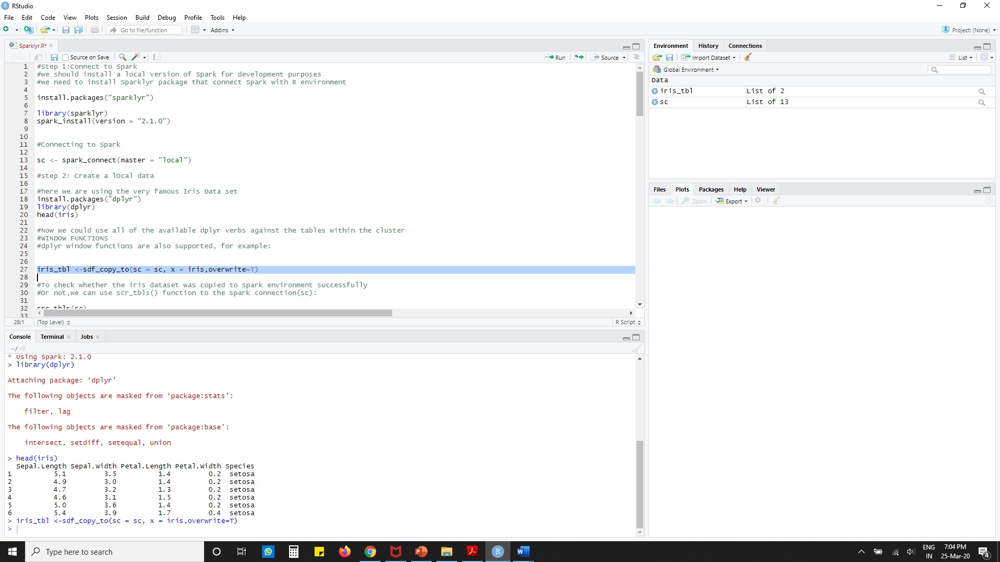 RStudio
File Edit Code View Plots Session Build Debug Profile Tools Help
Go to file/function Addins Project: (None)
Sparklyr.R*
Source on Save Run Source
1 #Step 1:Connect to Spark
2 #we should install a local version of Spark for development purposes
3 #we need to install Sparklyr package that connect Spark with R environment
4
5 install.packages("sparklyr")
6
7 library(sparklyr)
8 spark_install(version = "2.1.0")
9
10
11 #Connecting to Spark
12
13 sc <- spark_connect(master = "local")
14
15 #step 2: Create a lOcal data
16
17 #here we are using the very famous Iris Data set
18 install.packages("dplyr")
19 library(dplyr)
20 head(iris)
21
22 #Now we could use all of the available dplyr verbs against the tables within the cluster
23 #WINDOW FUNCTIONS
24 #dplyr window functions are also supported, for example:
25
26
27 iris_tbl <-sdf_copy_to(sc = sc, x = iris,overwrite=T)
28
29 #To check whether the iris dataset was copied to spark environment successfully
30 #Or not,we can use scr_tbls() function to the spark connection(sc):
31
32 src_tbls(sc)
33
28:1 (Top Level) R Script
Console Terminal Jobs
~/
* Using Spark: 2.1.0
> library(dplyr)
Attaching package: ‘dplyr’
The following objects are masked from ‘package:stats’:
filter, lag
The following objects are masked from ‘package:base’:
intersect, setdiff, setequal, union
> head(iris)
Sepal.Length Sepal.Width Petal.Length Petal.Width Species
1 5.1 3.5 1.4 0.2 setosa
2 4.9 3.0 1.4 0.2 setosa
3 4.7 3.2 1.3 0.2 setosa
4 4.6 3.1 1.5 0.2 setosa
5 5.0 3.6 1.4 0.2 setosa
6 5.4 3.9 1.7 0.4 setosa
> iris_tbl <-sdf_copy_to(sc = sc, x = iris,overwrite=T)
>
Environment History Connections
Import Dataset List
Global Environment
Data
iris_tbl List of 2
sc List of 13
Files Plots Packages Help Viewer
Zoom Export
Type here to search
ENG
IN
7:04 PM
25-Mar-20
4